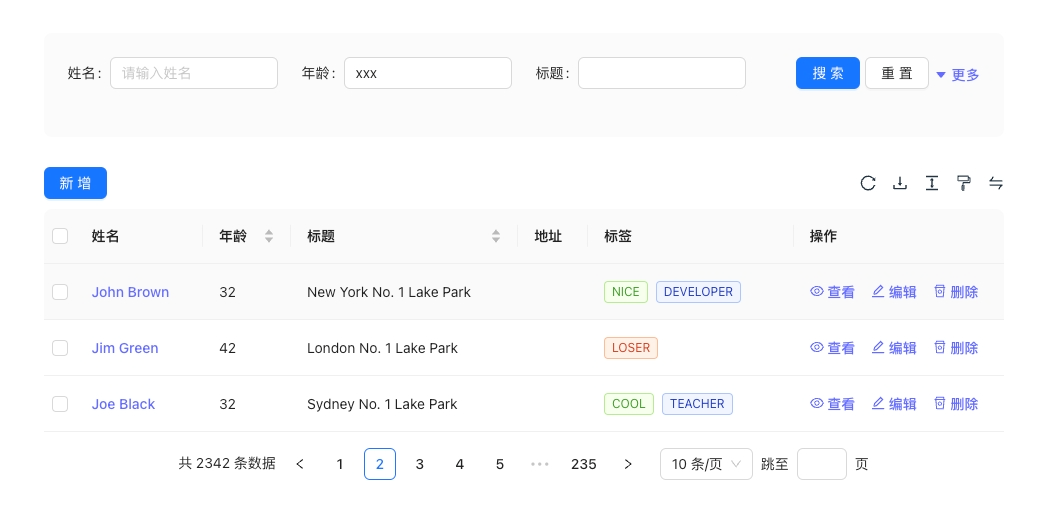 姓名: 请输入姓名 年龄: xxx 标题: 搜 索 重 置 更多
新 增
姓名 年龄 标题 地址 标签 操作
John Brown 32 New York No. 1 Lake Park NICE DEVELOPER 查看 编辑 删除
Jim Green 42 London No. 1 Lake Park LOSER 查看 编辑 删除
Joe Black 32 Sydney No. 1 Lake Park COOL TEACHER 查看 编辑 删除
共 2342 条数据 < 1 2 3 4 5 ••• 235 > 10 条/页 跳至 页